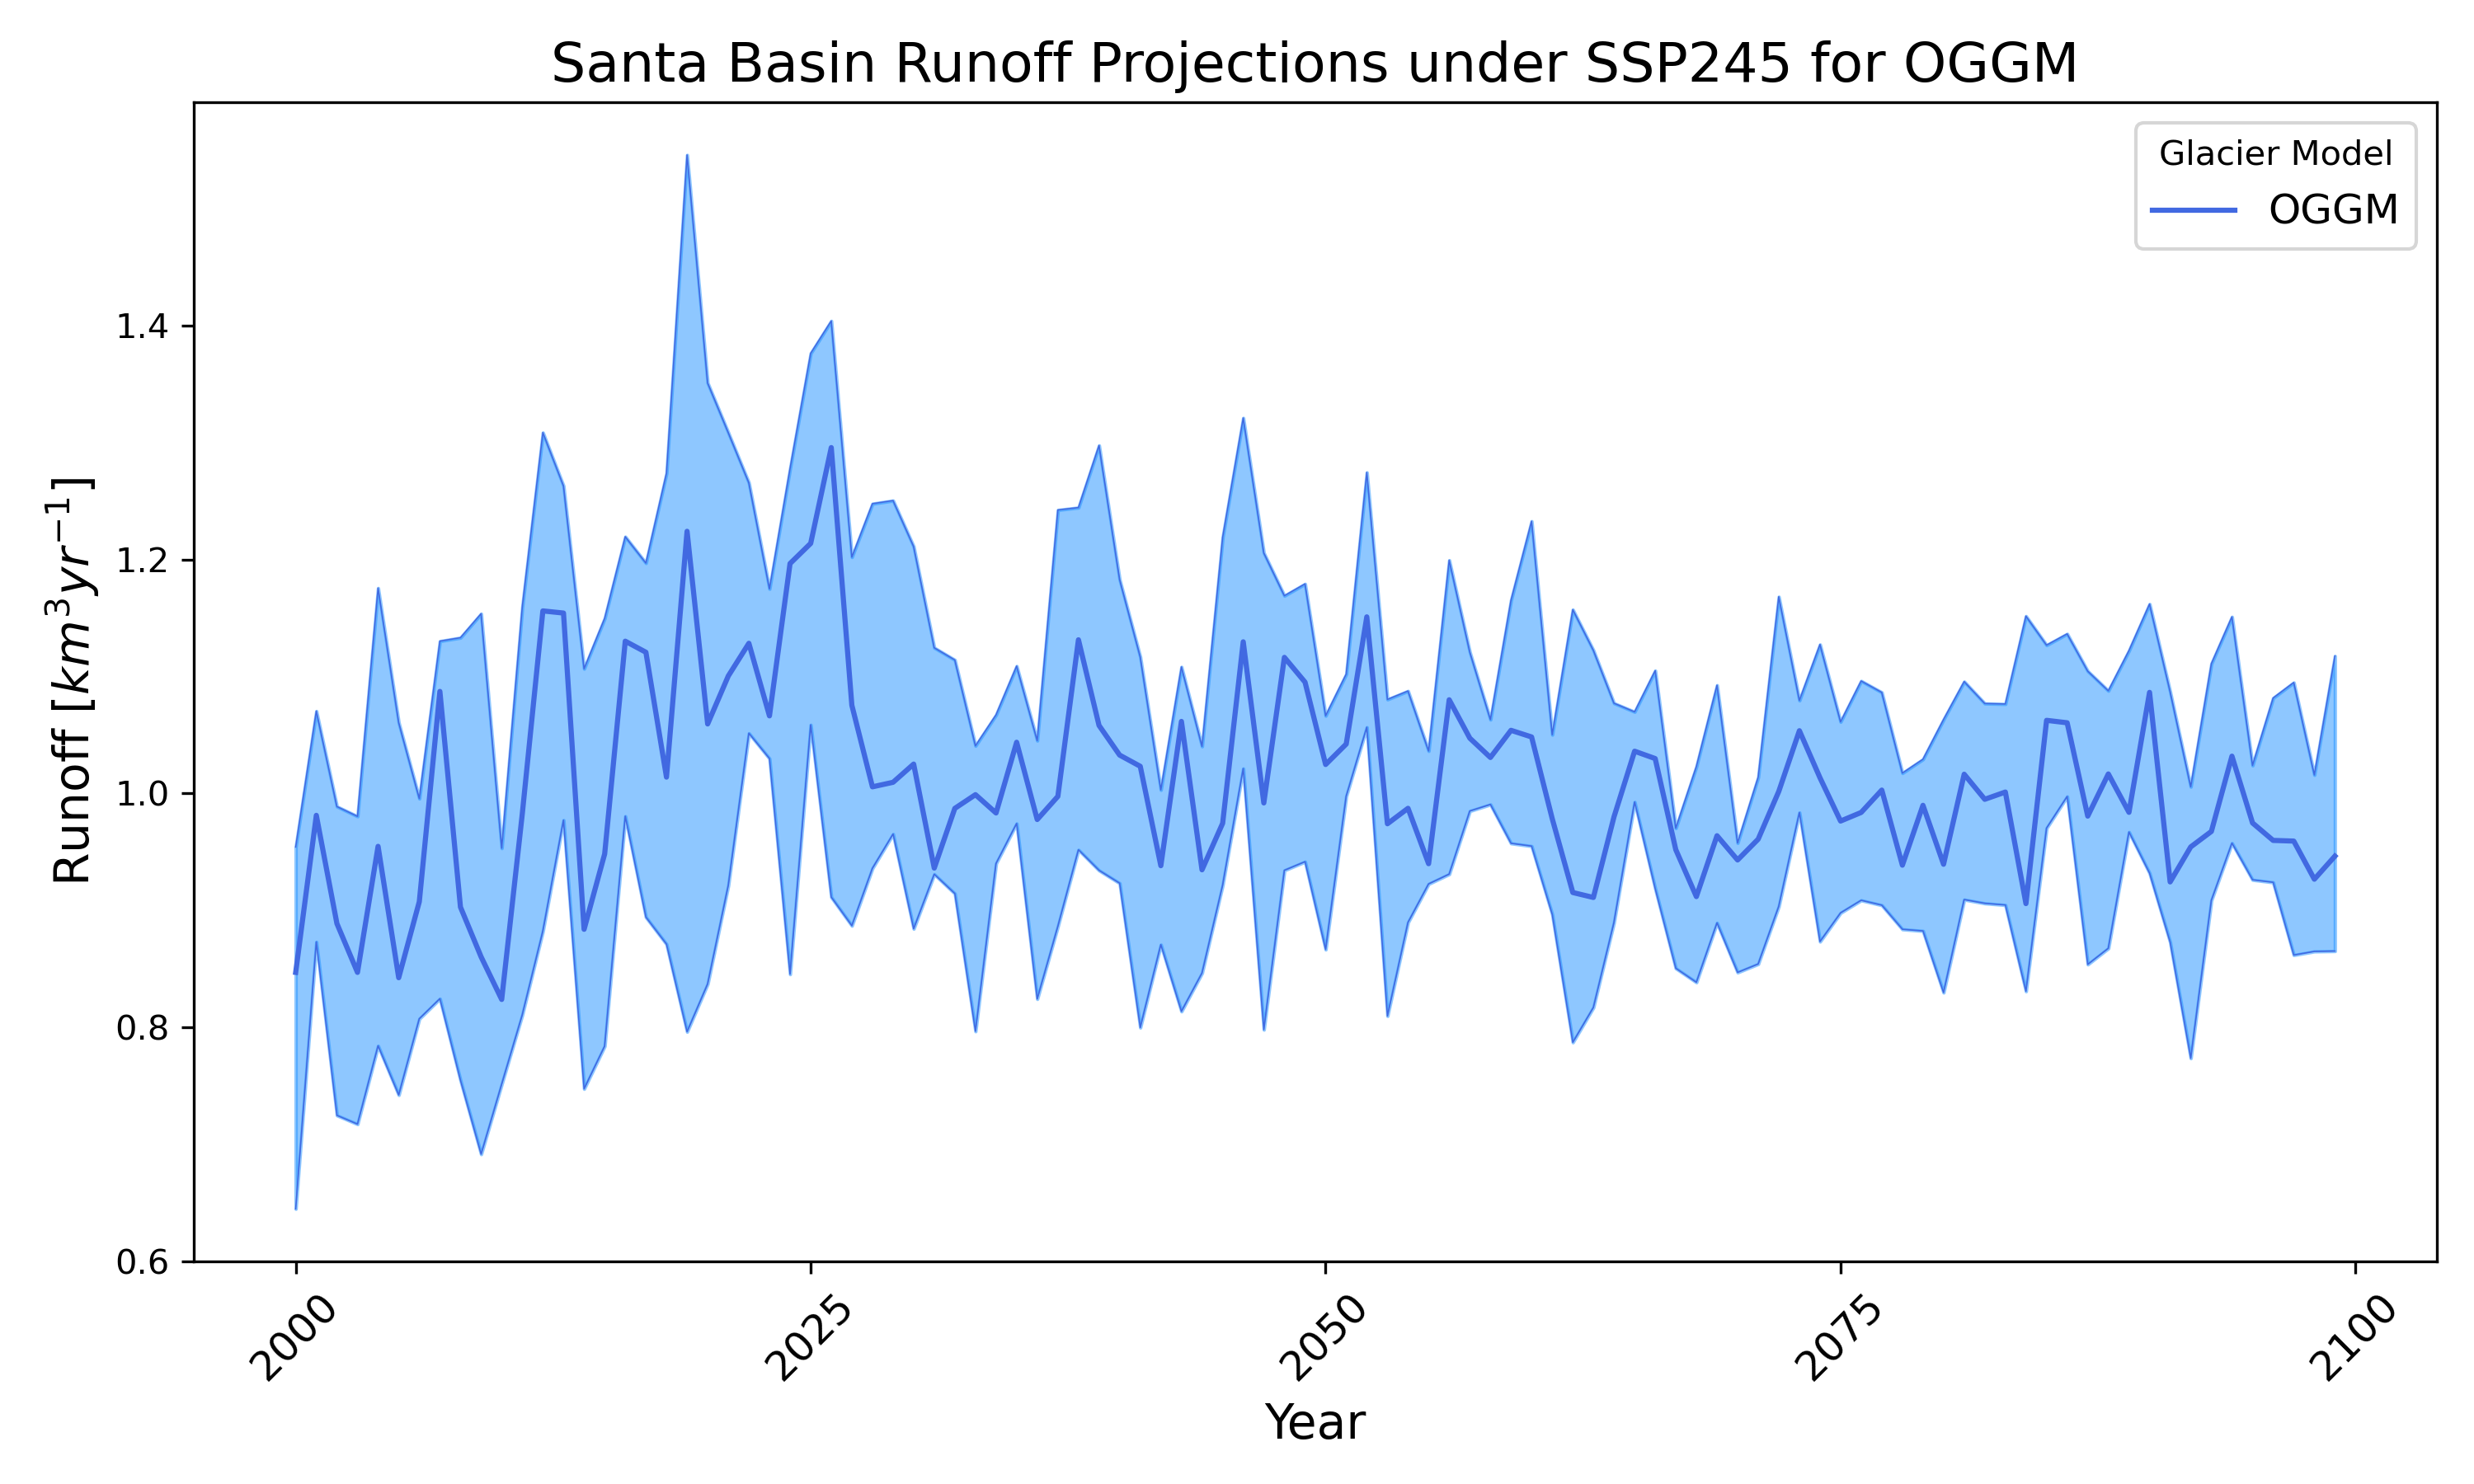 Santa Basin Runoff Projections under SSP245 for OGGM
Glacier Model
OGGM
Runoff [km³yr⁻¹]
1.4
1.2
1.0
0.8
0.6
2000
2025
2050
2075
2100
Year